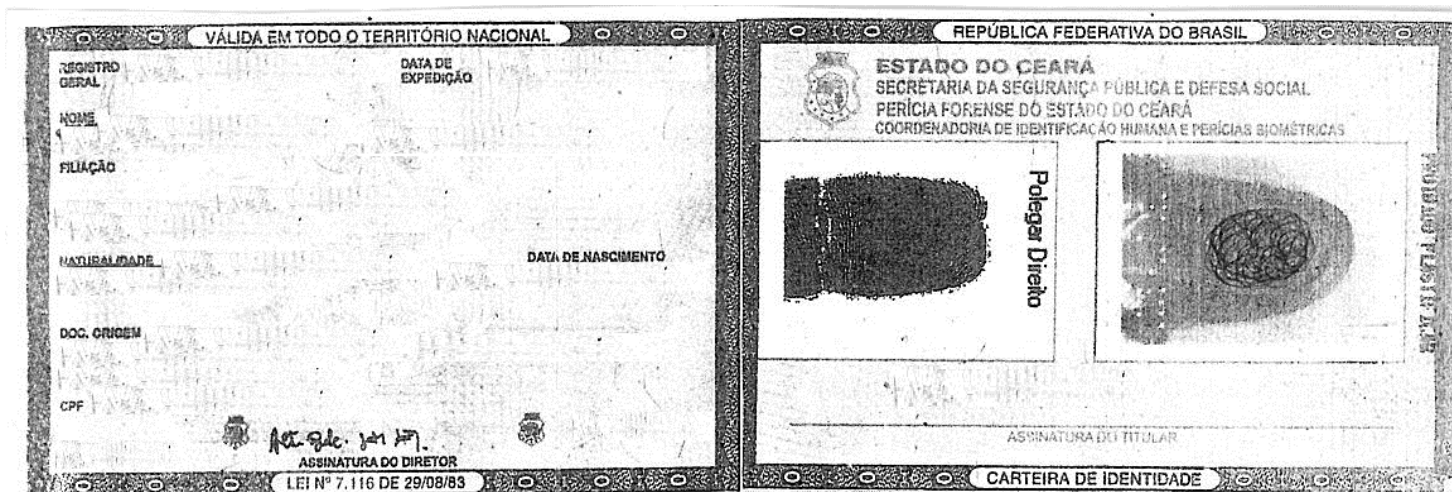 VÁLIDA EM TODO O TERRITÓRIO NACIONAL
REGISTRO GERAL
DATA DE EXPEDIÇÃO
NOME
FILIAÇÃO
NATURALIDADE
DATA DE NASCIMENTO
DOC. ORIGEM
CPF
ASSINATURA DO DIRETOR
LEI Nº 7.116 DE 29/08/83
REPÚBLICA FEDERATIVA DO BRASIL
ESTADO DO CEARÁ
SECRETARIA DA SEGURANÇA PÚBLICA E DEFESA SOCIAL
PERÍCIA FORENSE DO ESTADO DO CEARÁ
COORDENADORIA DE IDENTIFICAÇÃO HUMANA E PERÍCIAS BIOMÉTRICAS
Polegar Direito
PROIBIDO PLASTIFICAR
ASSINATURA DO TITULAR
CARTEIRA DE IDENTIDADE